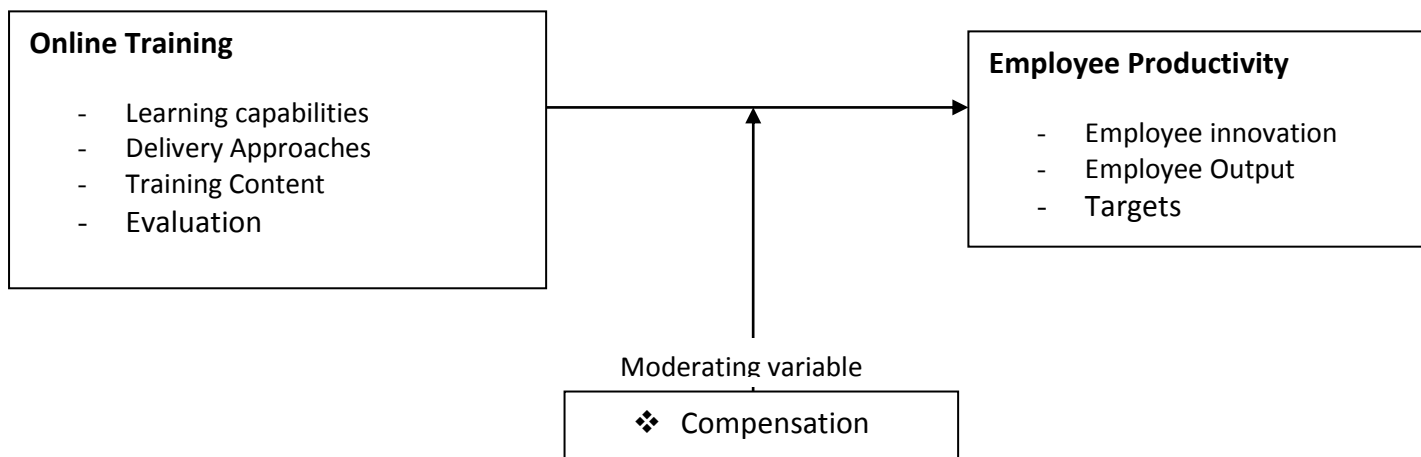 Online Training
- Learning capabilities
- Delivery Approaches
- Training Content
- Evaluation
Employee Productivity
- Employee innovation
- Employee Output
- Targets
Moderating variable
❖ Compensation